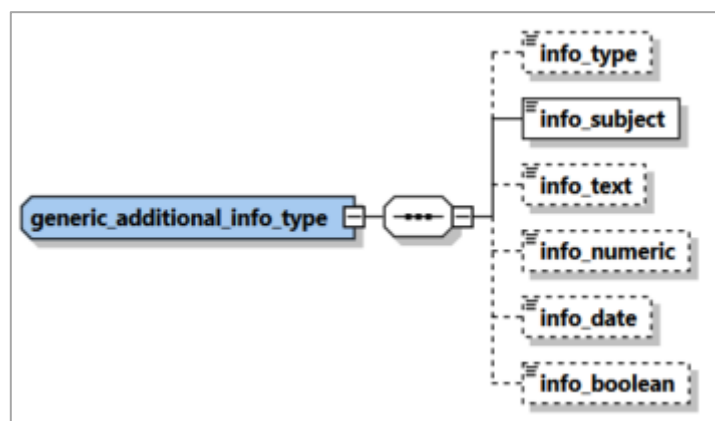 info_type
info_subject
info_text
generic_additional_info_type
info_numeric
info_date
info_boolean